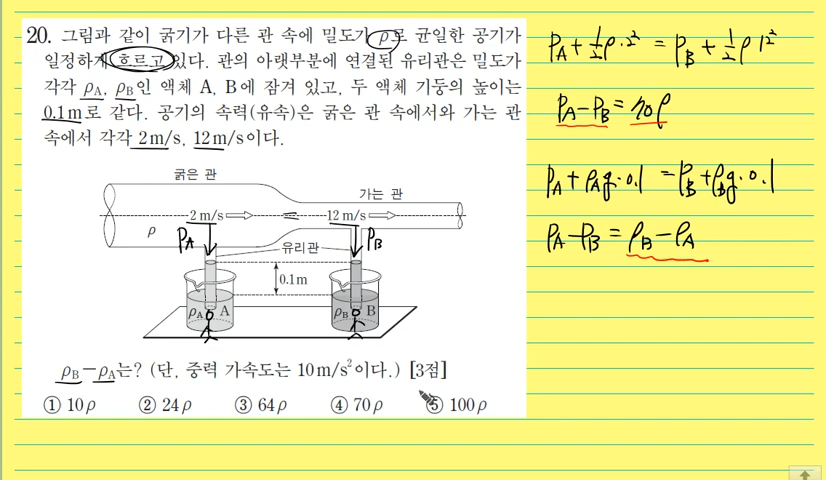 20. 그림과 같이 굵기가 다른 관 속에 밀도가 ρ로 균일한 공기가
일정하게 흐르고 있다. 관의 아랫부분에 연결된 유리관은 밀도가
각각 ρA, ρB인 액체 A, B에 잠겨 있고, 두 액체 기둥의 높이는
0.1m로 같다. 공기의 속력(유속)은 굵은 관 속에서와 가는 관
속에서 각각 2m/s, 12m/s이다.
굵은 관
가는 관
2 m/s
12 m/s
ρ
PA
유리관
PB
0.1m
ρA A
ρB B
ρB-ρA는? (단, 중력 가속도는 10m/s²이다.) [3점]
① 10ρ ② 24ρ ③ 64ρ ④ 70ρ ⑤ 100ρ
PA + 1/2 ρ · 2² = PB + 1/2 ρ 12²
PA - PB = 70ρ
PA + ρA g · 0.1 = PB + ρB g · 0.1
PA - PB = ρB - ρA